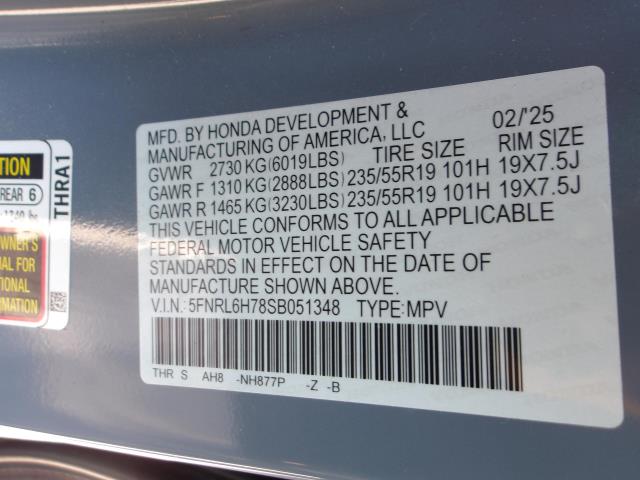 MFD. BY HONDA DEVELOPMENT &
MANUFACTURING OF AMERICA, LLC 02/'25
GVWR 2730 KG(6019LBS) TIRE SIZE RIM SIZE
GAWR F 1310 KG(2888LBS) 235/55R19 101H 19X7.5J
GAWR R 1465 KG(3230LBS) 235/55R19 101H 19X7.5J
THIS VEHICLE CONFORMS TO ALL APPLICABLE
FEDERAL MOTOR VEHICLE SAFETY
STANDARDS IN EFFECT ON THE DATE OF
MANUFACTURE SHOWN ABOVE.
V.I.N.: 5FNRL6H78SB051348 TYPE:MPV
THR S AH8 -NH877P -Z -B
REAR 6
lbs
OWNER'S
FOR
THRA1